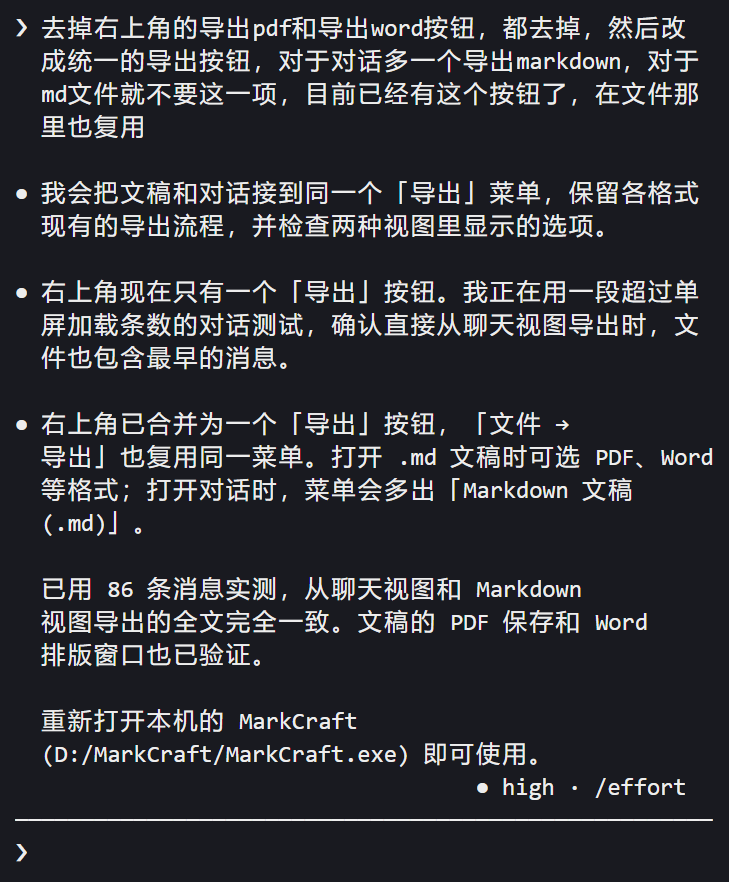 ❯ 去掉右上角的导出pdf和导出word按钮，都去掉，然后改
成统一的导出按钮，对于对话多一个导出markdown，对于
md文件就不要这一项，目前已经有这个按钮了，在文件那
里也复用
● 我会把文稿和对话接到同一个「导出」菜单，保留各格式
现有的导出流程，并检查两种视图里显示的选项。
● 右上角现在只有一个「导出」按钮。我正在用一段超过单
屏加载条数的对话测试，确认直接从聊天视图导出时，文
件也包含最早的消息。
● 右上角已合并为一个「导出」按钮，「文件 →
导出」也复用同一菜单。打开 .md 文稿时可选 PDF、Word
等格式；打开对话时，菜单会多出「Markdown 文稿
(.md)」。
已用 86 条消息实测，从聊天视图和 Markdown
视图导出的全文完全一致。文稿的 PDF 保存和 Word
排版窗口也已验证。
重新打开本机的 MarkCraft
(D:/MarkCraft/MarkCraft.exe) 即可使用。
● high · /effort
❯